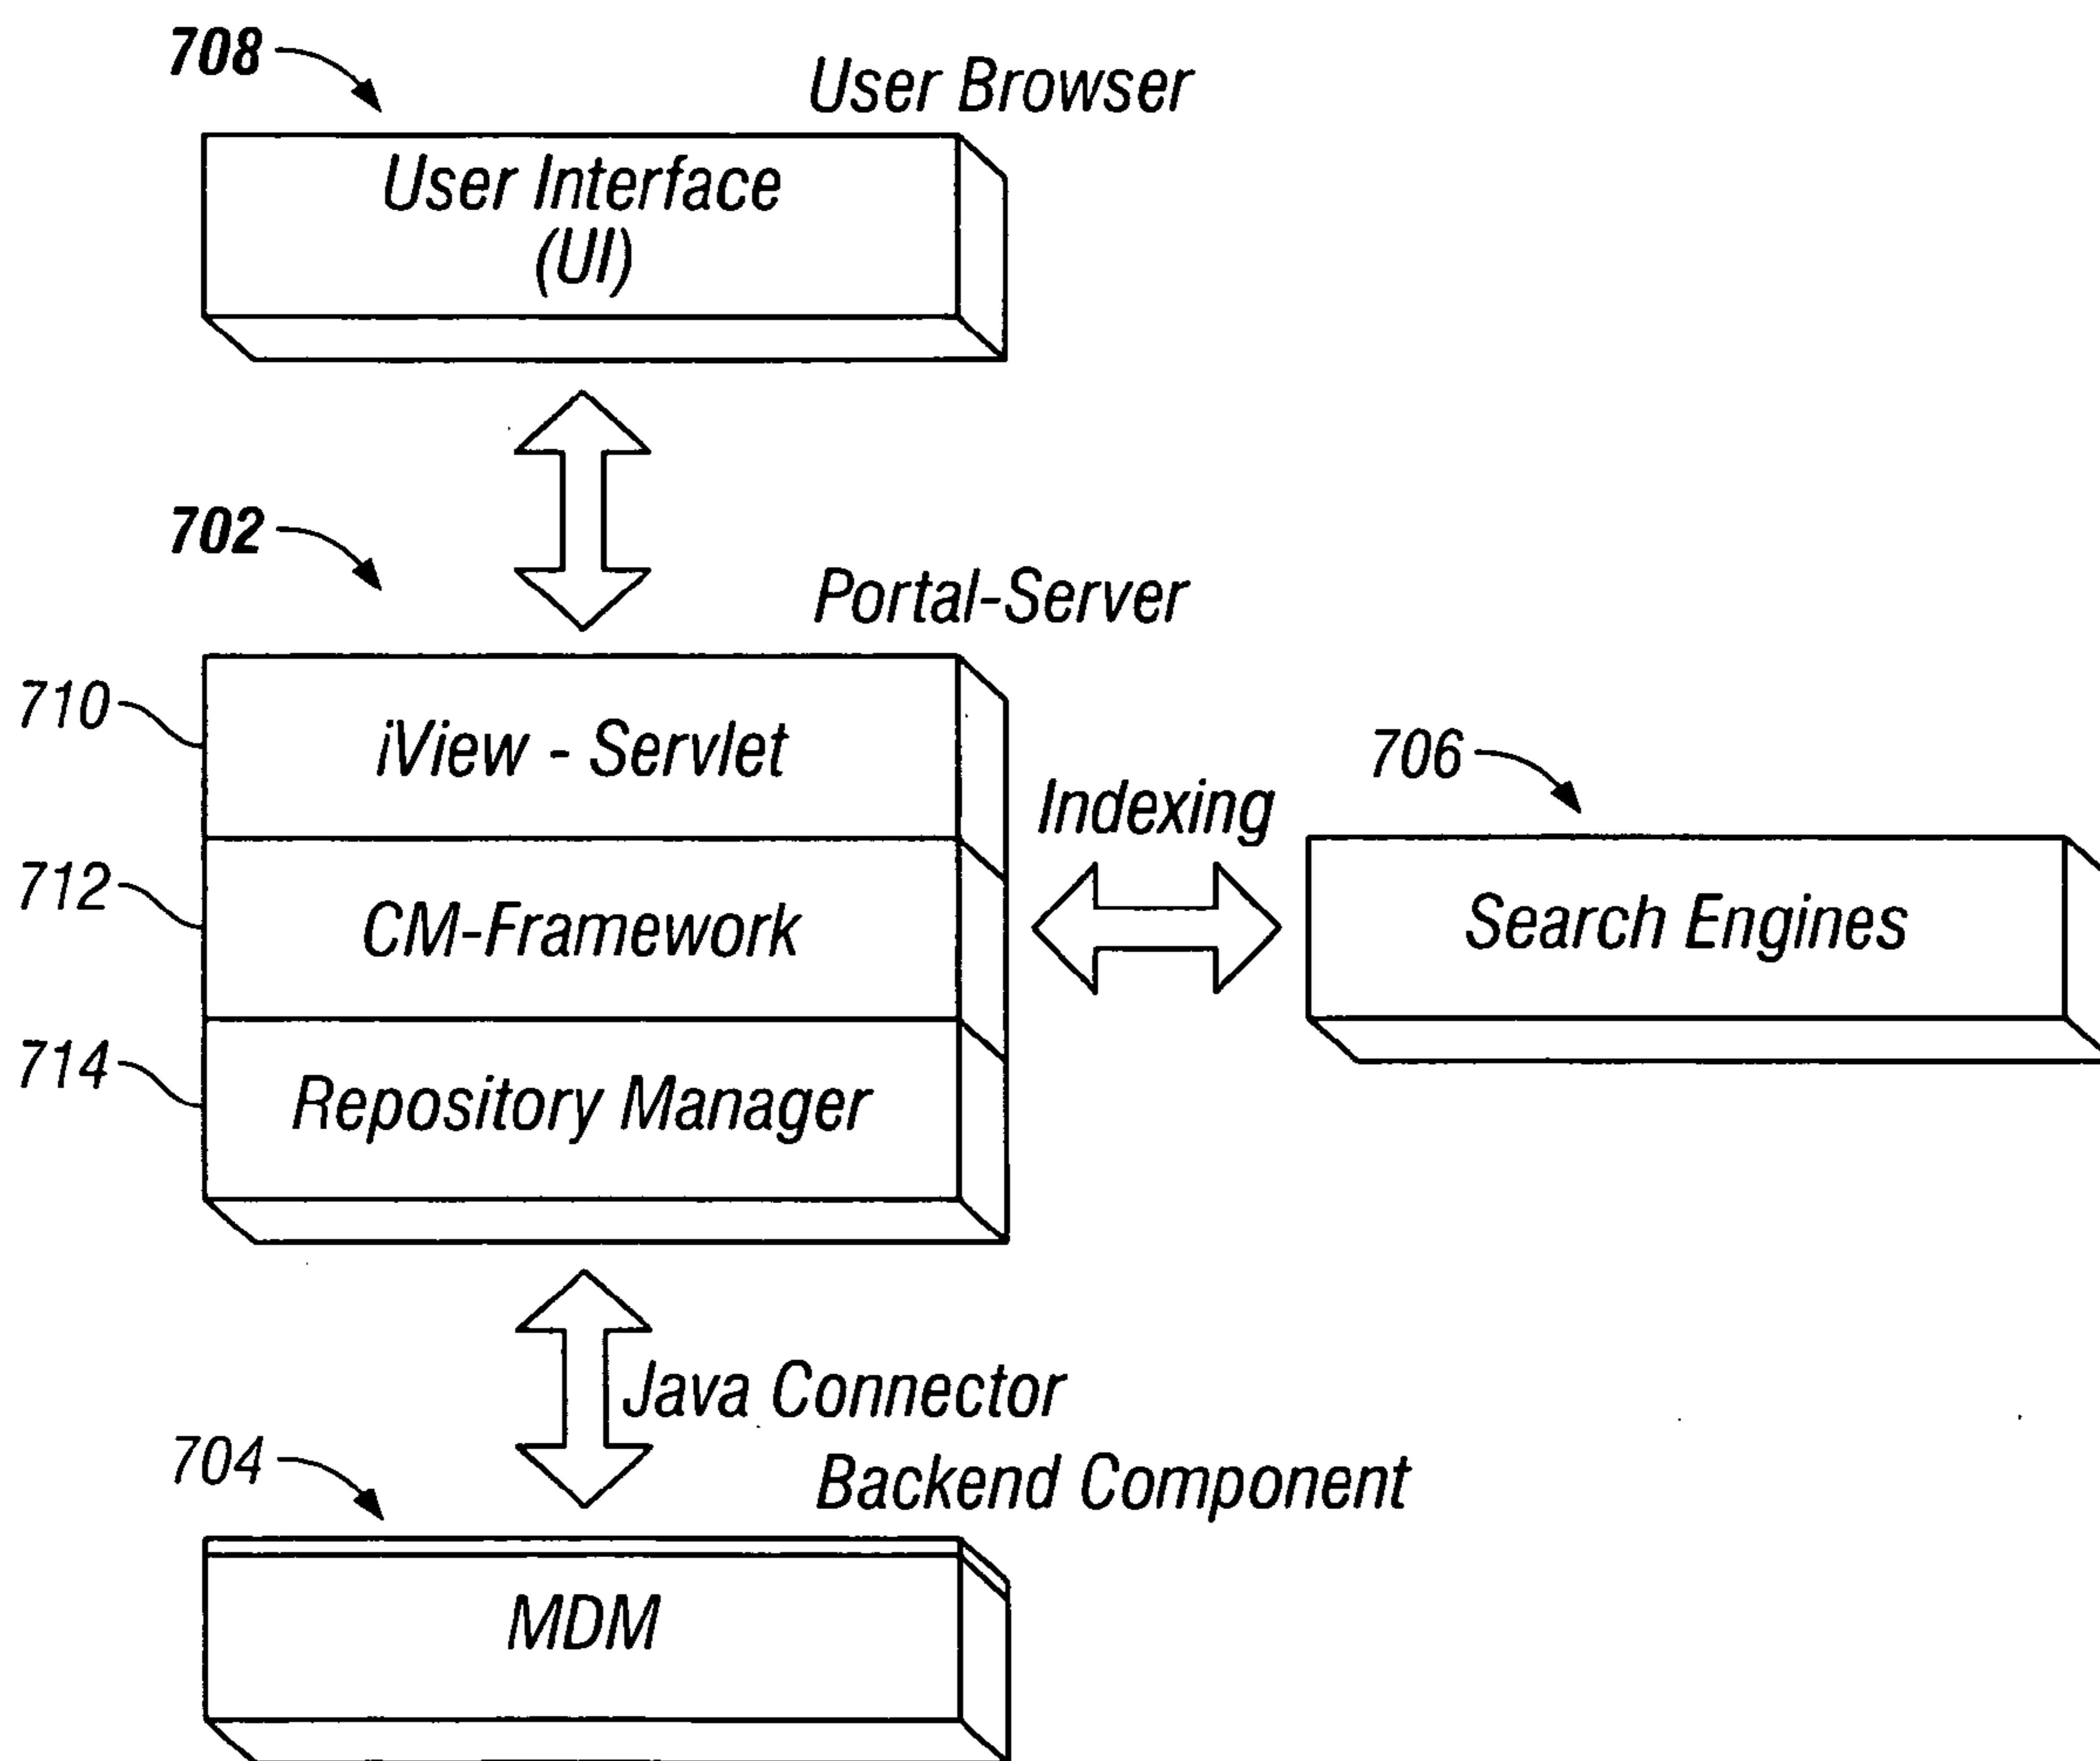 708
User Browser
User Interface
(UI)
702
Portal-Server
710
iView - Servlet
706
Indexing
712
CM-Framework
Search Engines
714
Repository Manager
Java Connector
704
Backend Component
MDM